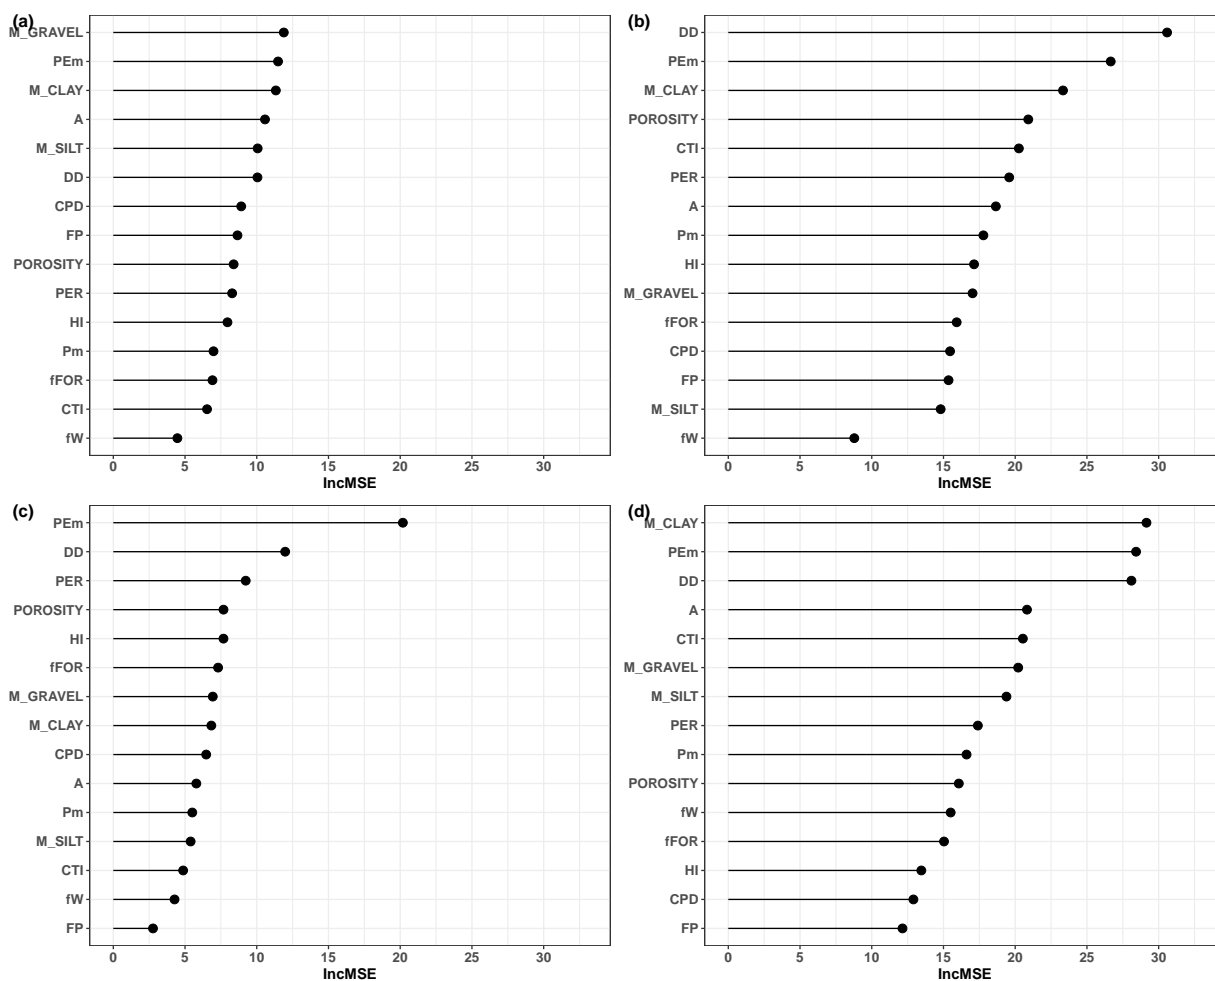 (a)
M_GRAVEL
PEm
M_CLAY
A
M_SILT
DD
CPD
FP
POROSITY
PER
HI
Pm
fFOR
CTI
fW
0 5 10 15 20 25 30
IncMSE
(b)
DD
PEm
M_CLAY
POROSITY
CTI
PER
A
Pm
HI
M_GRAVEL
fFOR
CPD
FP
M_SILT
fW
0 5 10 15 20 25 30
IncMSE
(c)
PEm
DD
PER
POROSITY
HI
fFOR
M_GRAVEL
M_CLAY
CPD
A
Pm
M_SILT
CTI
fW
FP
0 5 10 15 20 25 30
IncMSE
(d)
M_CLAY
PEm
DD
A
CTI
M_GRAVEL
M_SILT
PER
Pm
POROSITY
fW
fFOR
HI
CPD
FP
0 5 10 15 20 25 30
IncMSE